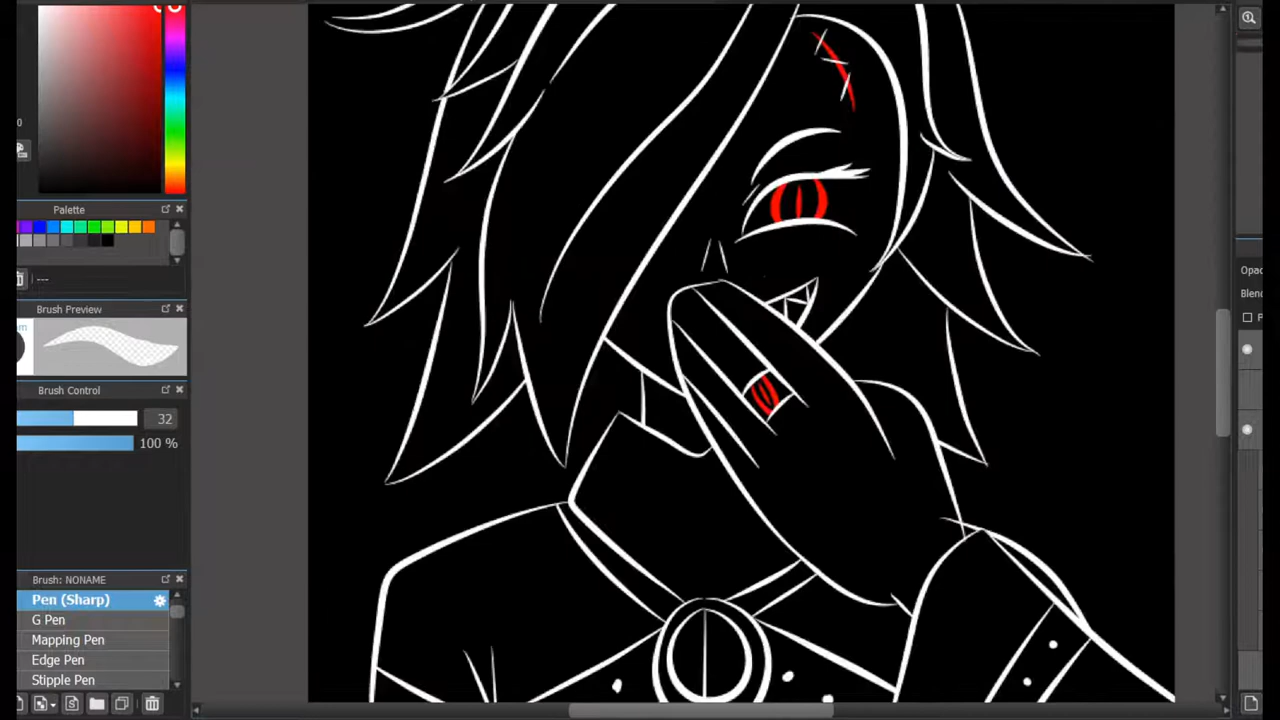 0
Palette
---
Brush Preview
m
Brush Control
32
100 %
Brush: NONAME
Pen (Sharp)
G Pen
Mapping Pen
Edge Pen
Stipple Pen
Opac
Blend
P